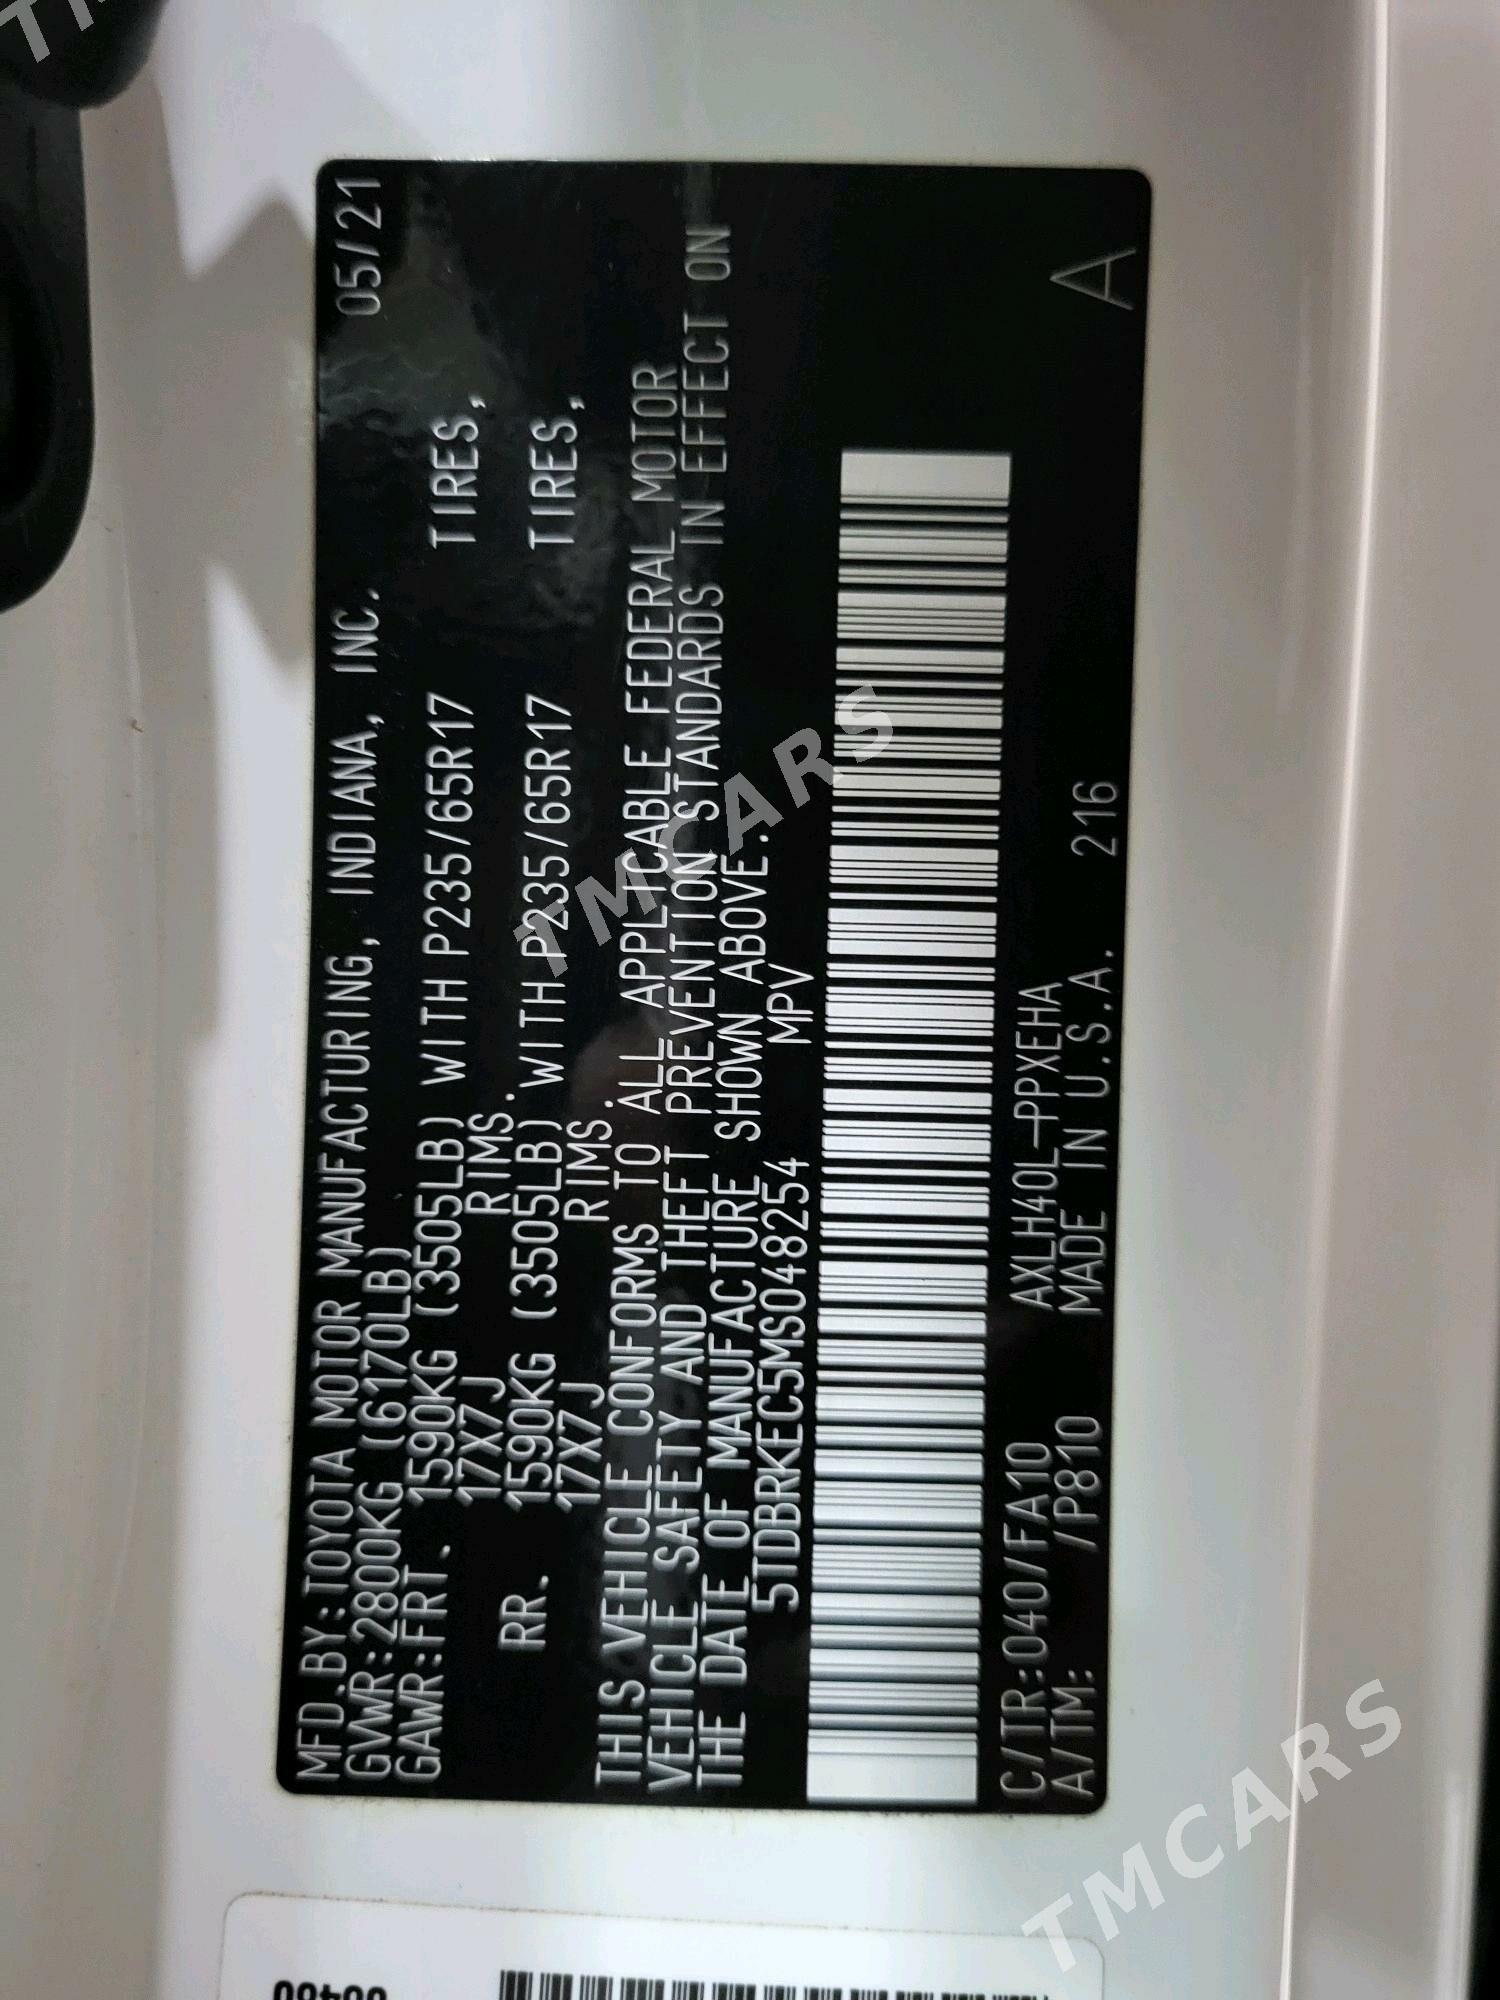 MFD.BY:TOYOTA MOTOR MANUFACTURING, INDIANA, INC. 05/21
GVWR:2800KG (6170LB)
GAWR:FRT. 1590KG (3505LB) WITH P235/65R17 TIRES,
17X7J RIMS.
RR. 1590KG (3505LB) WITH P235/65R17 TIRES,
17X7J RIMS.
THIS VEHICLE CONFORMS TO ALL APPLICABLE FEDERAL MOTOR
VEHICLE SAFETY AND THEFT PREVENTION STANDARDS IN EFFECT ON
THE DATE OF MANUFACTURE SHOWN ABOVE.
5TDBRKEC5MS048254 MPV
C/TR:040/FA10 AXLH40L-PPXEHA
A/TM: /P810 MADE IN U.S.A. 216 A
TMCARS
TMCARS